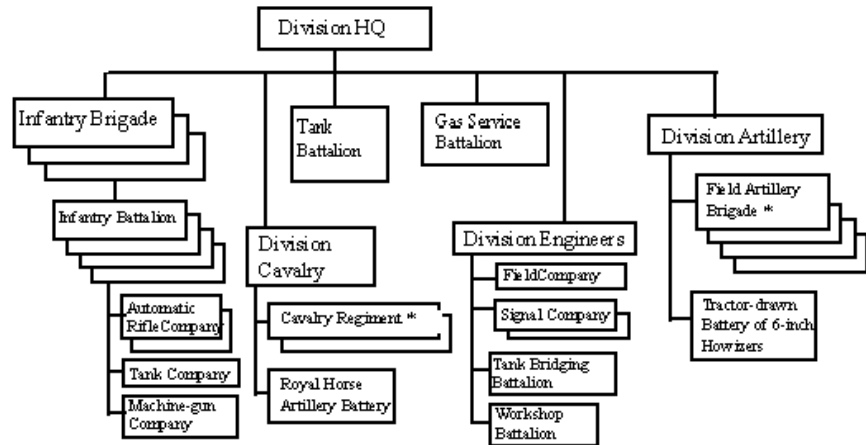 Division HQ
Infantry Brigade
Tank
Battalion
Gas Service
Battalion
Division Artillery
Infantry Battalion
Division
Cavalry
Division Engineers
Field Artillery
Brigade *
Automatic
RifleCompany
Tank Company
Machine-gun
Company
Cavalry Regiment *
Royal Horse
Artillery Battery
FieldCompany
Signal Company
Tank Bridging
Battalion
Workshop
Battalion
Tractor-drawn
Battery of 6-inch
Howizers